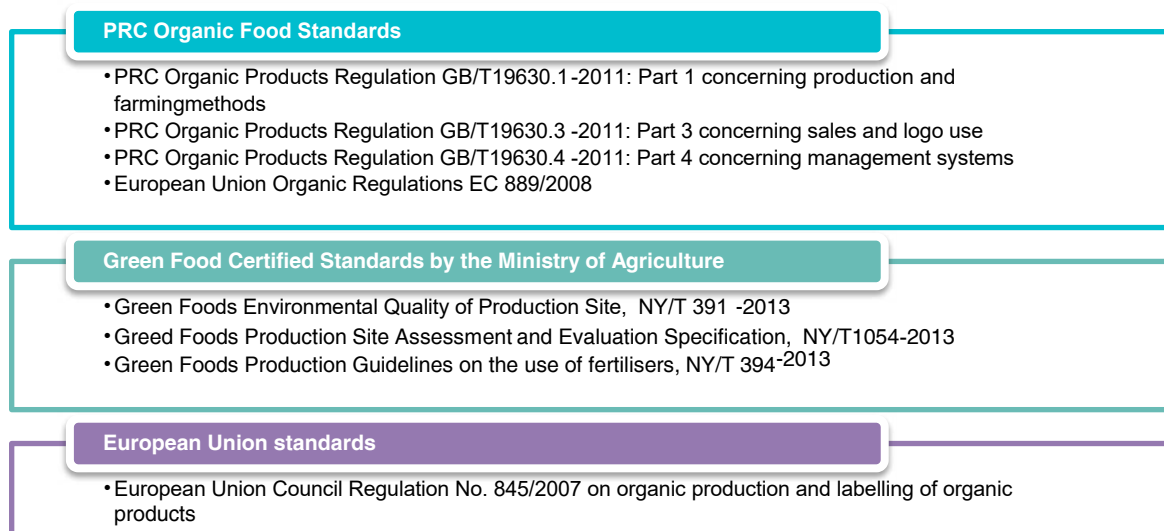 PRC Organic Food Standards
•PRC Organic Products Regulation GB/T19630.1-2011: Part 1 concerning production and
farmingmethods
•PRC Organic Products Regulation GB/T19630.3 -2011: Part 3 concerning sales and logo use
•PRC Organic Products Regulation GB/T19630.4 -2011: Part 4 concerning management systems
•European Union Organic Regulations EC 889/2008
Green Food Certified Standards by the Ministry of Agriculture
•Green Foods Environmental Quality of Production Site, NY/T 391 -2013
•Greed Foods Production Site Assessment and Evaluation Specification, NY/T1054-2013
•Green Foods Production Guidelines on the use of fertilisers, NY/T 394-2013
European Union standards
•European Union Council Regulation No. 845/2007 on organic production and labelling of organic
products